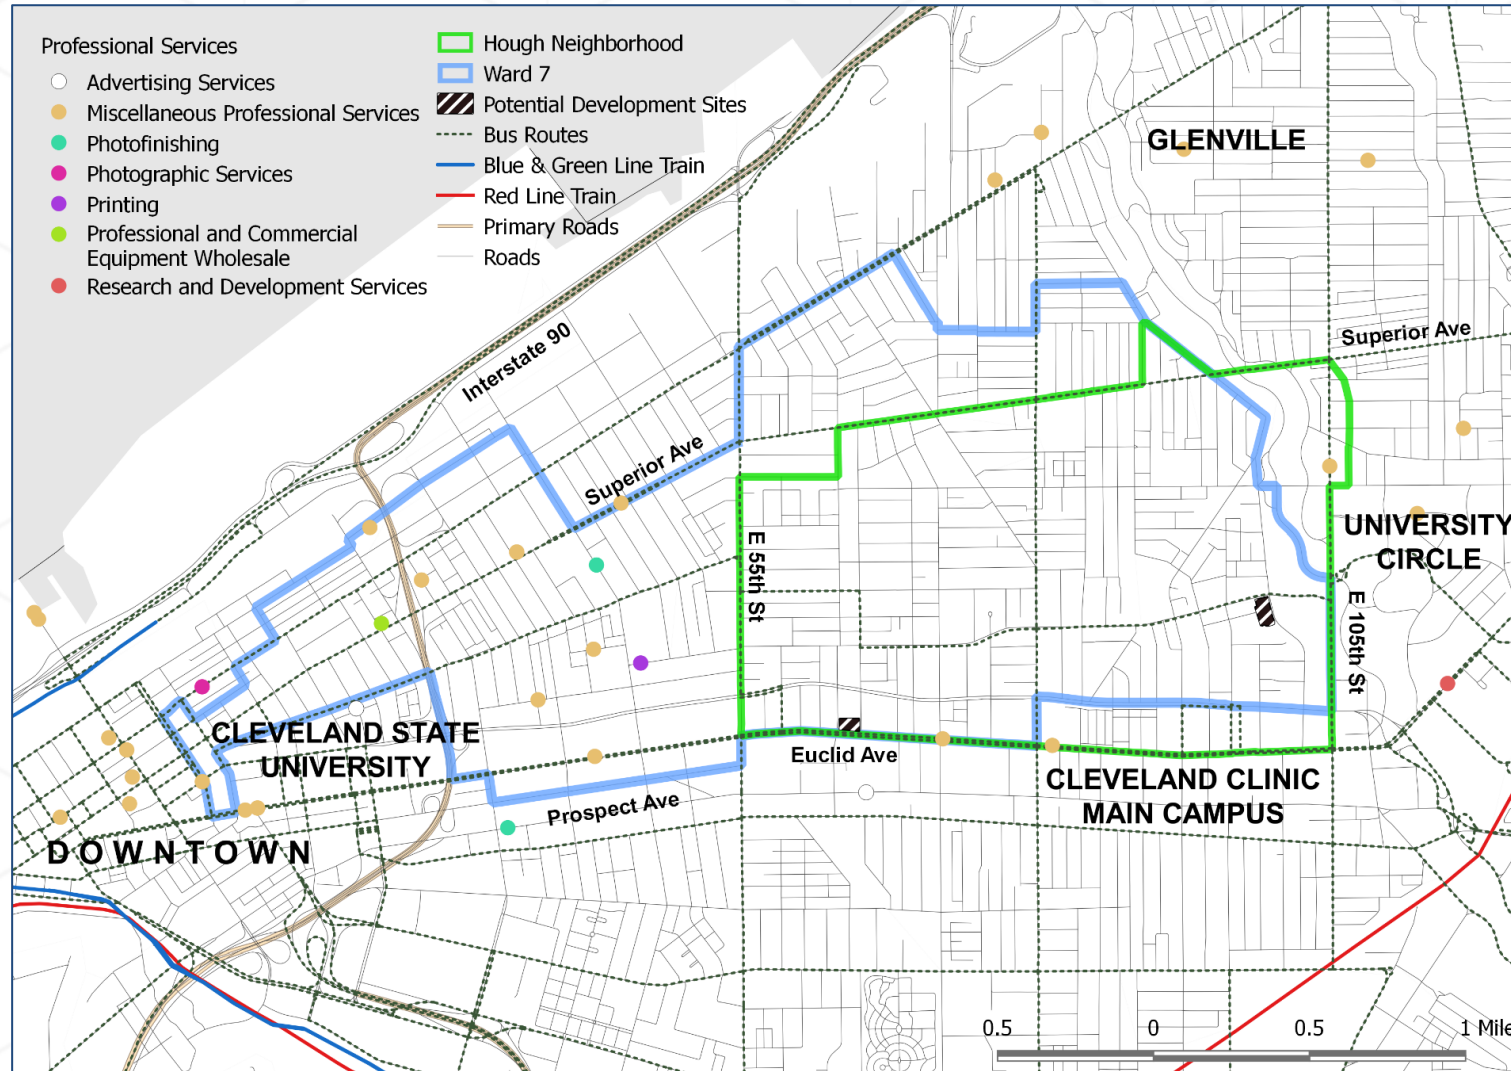 Professional Services
Advertising Services
Miscellaneous Professional Services
Photofinishing
Photographic Services
Printing
Professional and Commercial
Equipment Wholesale
Research and Development Services
Hough Neighborhood
Ward 7
Potential Development Sites
Bus Routes
Blue & Green Line Train
Red Line Train
Primary Roads
Roads
GLENVILLE
Superior Ave
Interstate 90
Superior Ave
E 55th St
UNIVERSITY
CIRCLE
E 105th St
CLEVELAND STATE
UNIVERSITY
Euclid Ave
CLEVELAND CLINIC
MAIN CAMPUS
Prospect Ave
DOWNTOWN
0.5 0 0.5 1 Mile